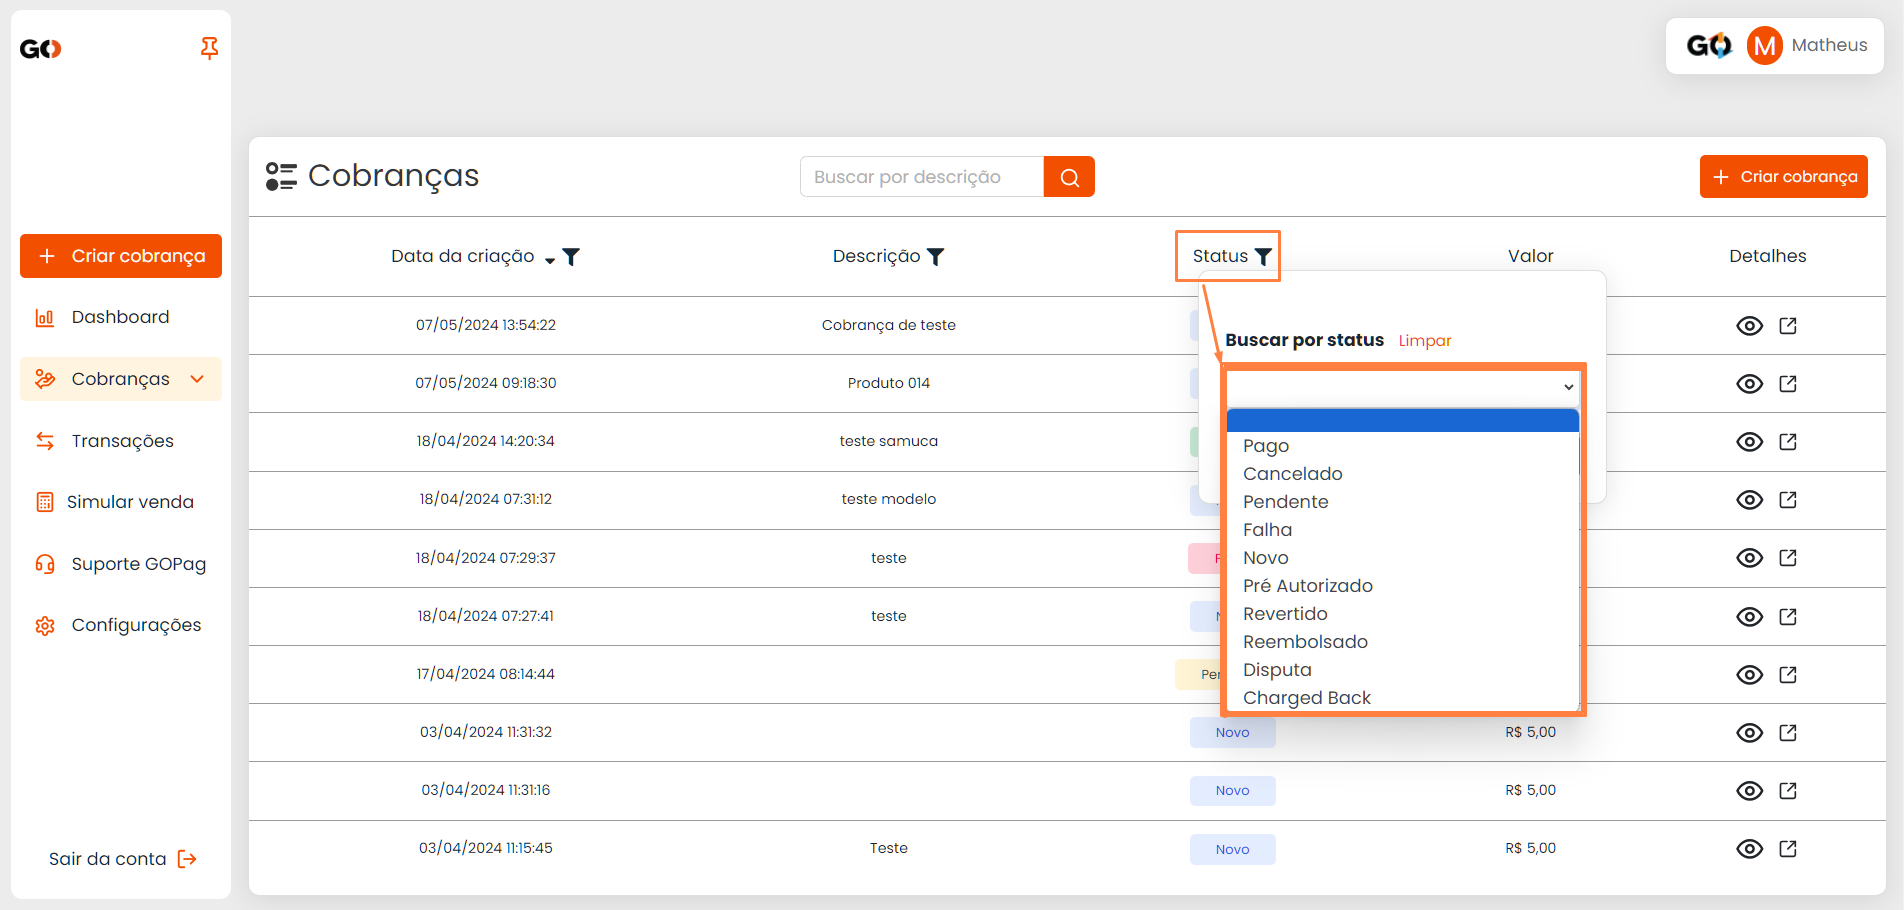 GO
GO M Matheus
Cobranças
Buscar por descrição
+ Criar cobrança
+ Criar cobrança
Dashboard
Cobranças
Transações
Simular venda
Suporte GOPag
Configurações
Sair da conta
Data da criação Descrição Status Valor Detalhes
07/05/2024 13:54:22 Cobrança de teste
07/05/2024 09:18:30 Produto 014
18/04/2024 14:20:34 teste samuca
18/04/2024 07:31:12 teste modelo
18/04/2024 07:29:37 teste
18/04/2024 07:27:41 teste
17/04/2024 08:14:44
03/04/2024 11:31:32 Novo R$ 5,00
03/04/2024 11:31:16 Novo R$ 5,00
03/04/2024 11:15:45 Teste Novo R$ 5,00
Buscar por status Limpar
Pago
Cancelado
Pendente
Falha
Novo
Pré Autorizado
Revertido
Reembolsado
Disputa
Charged Back